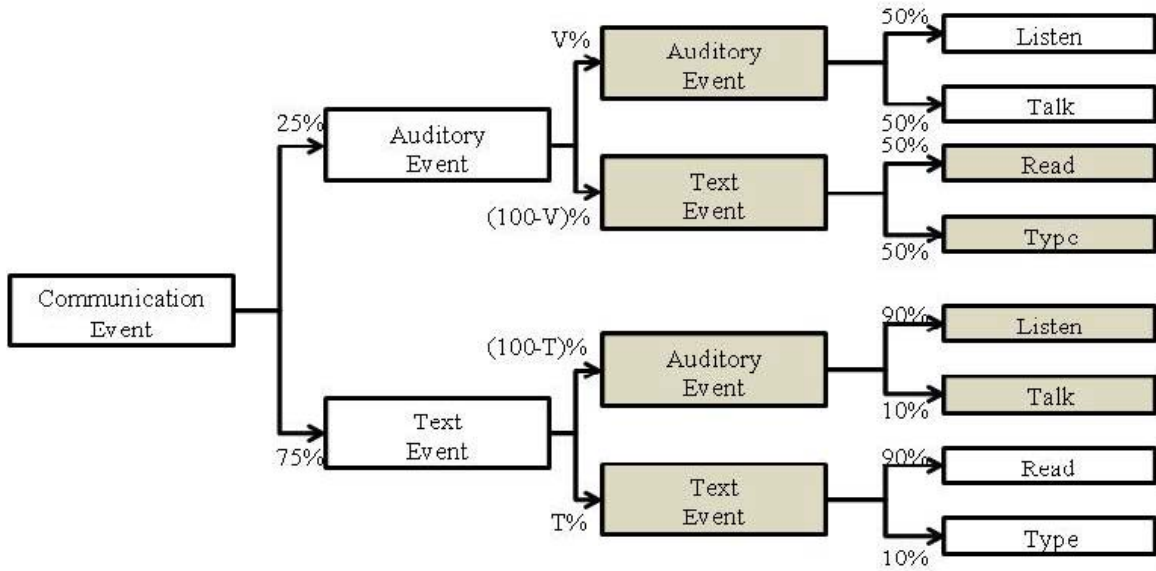 Communication
Event
25%
Auditory
Event
75%
Text
Event
V%
Auditory
Event
(100-V)%
Text
Event
(100-T)%
Auditory
Event
T%
Text
Event
50%
Listen
Talk
50%
50%
Read
Typc
50%
90%
Listen
Talk
10%
90%
Read
Type
10%